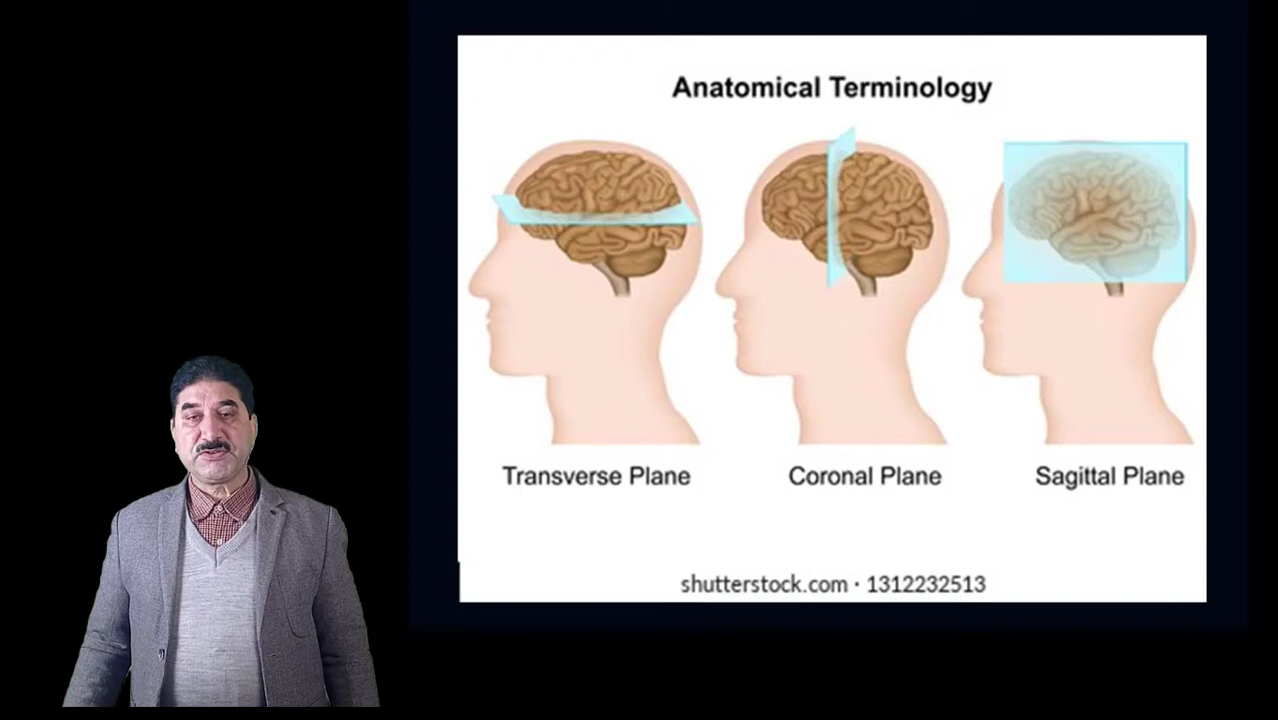 Anatomical Terminology
Transverse Plane
Coronal Plane
Sagittal Plane
shutterstock.com · 1312232513